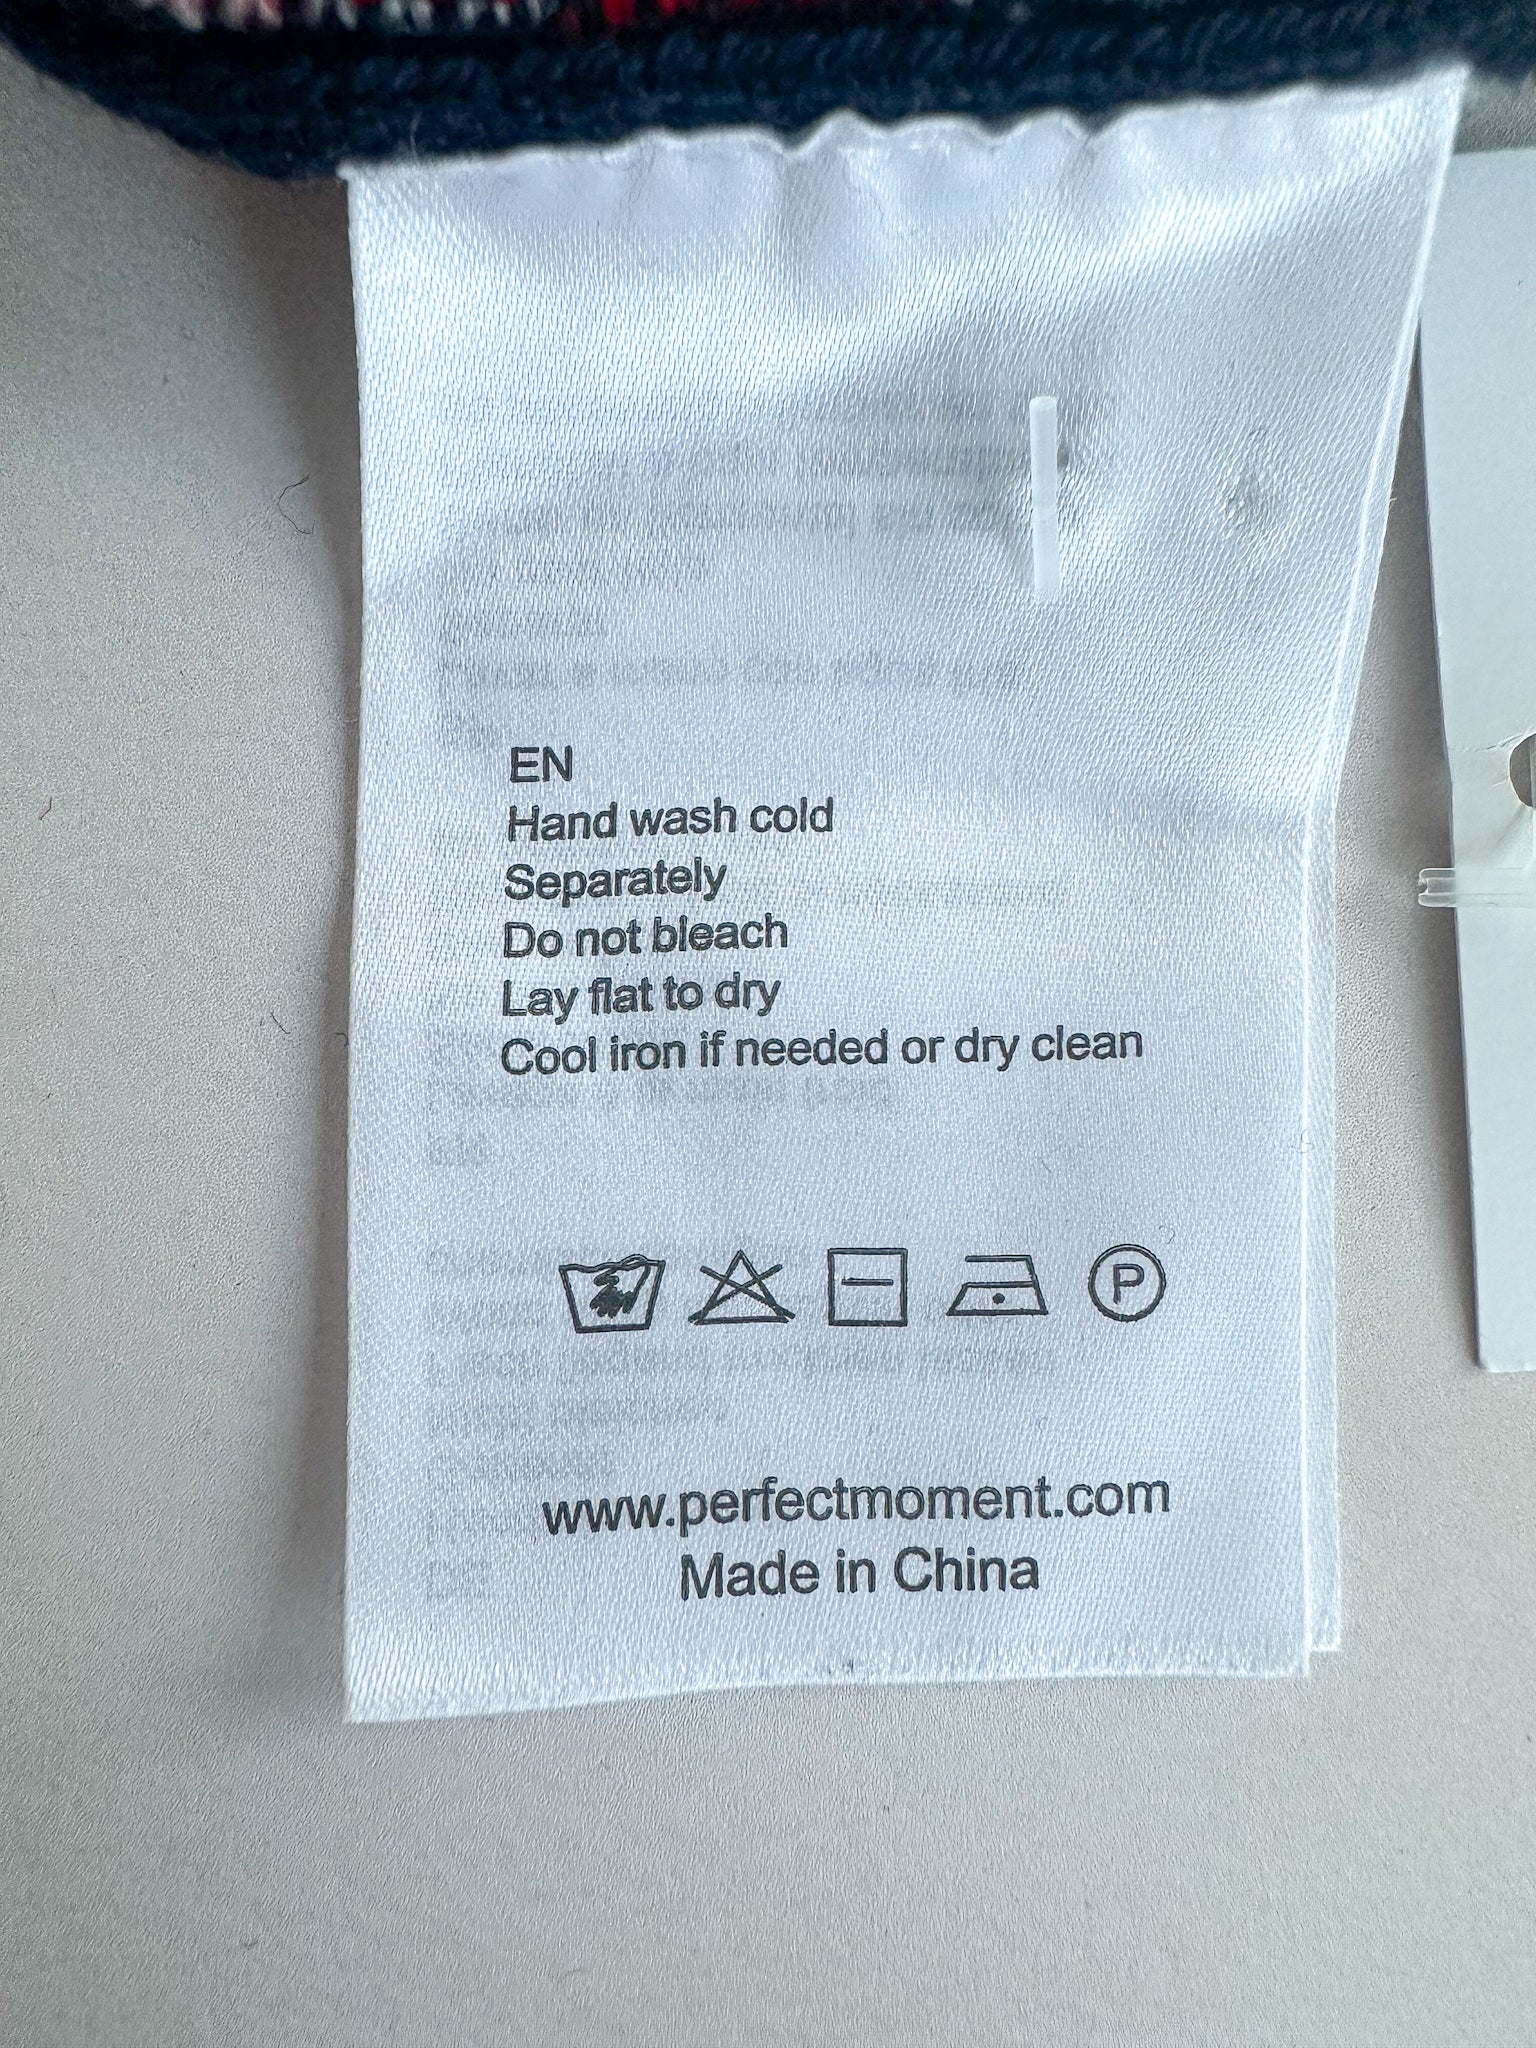 EN
Hand wash cold
Separately
Do not bleach
Lay flat to dry
Cool iron if needed or dry clean
P
www.perfectmoment.com
Made in China